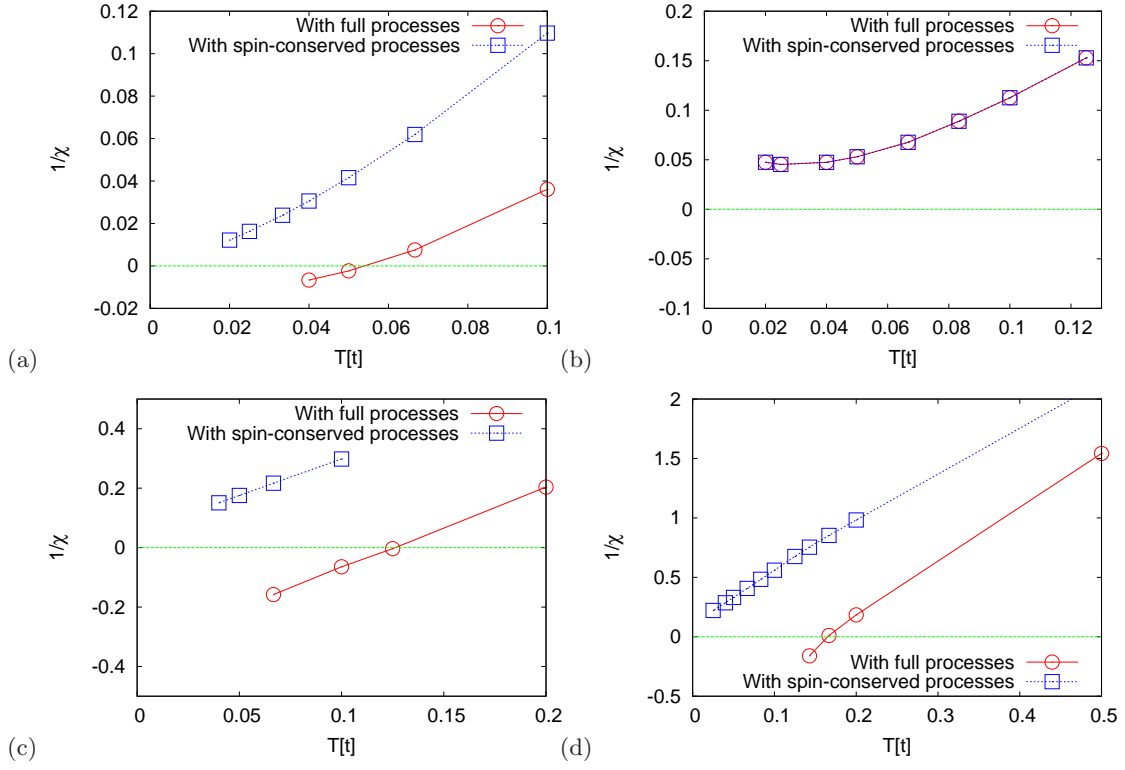 With full processes
With spin-conserved processes
1/χ
0.12
0.1
0.08
0.06
0.04
0.02
0
-0.02
0
0.02
0.04
0.06
0.08
0.1
T[t]
(a)
With full processes
With spin-conserved processes
1/χ
0.2
0.15
0.1
0.05
0
-0.05
-0.1
0
0.02
0.04
0.06
0.08
0.1
0.12
T[t]
(b)
With full processes
With spin-conserved processes
1/χ
0.4
0.2
0
-0.2
-0.4
0
0.05
0.1
0.15
0.2
T[t]
(c)
1/χ
2
1.5
1
0.5
0
-0.5
With full processes
With spin-conserved processes
0
0.1
0.2
0.3
0.4
0.5
T[t]
(d)